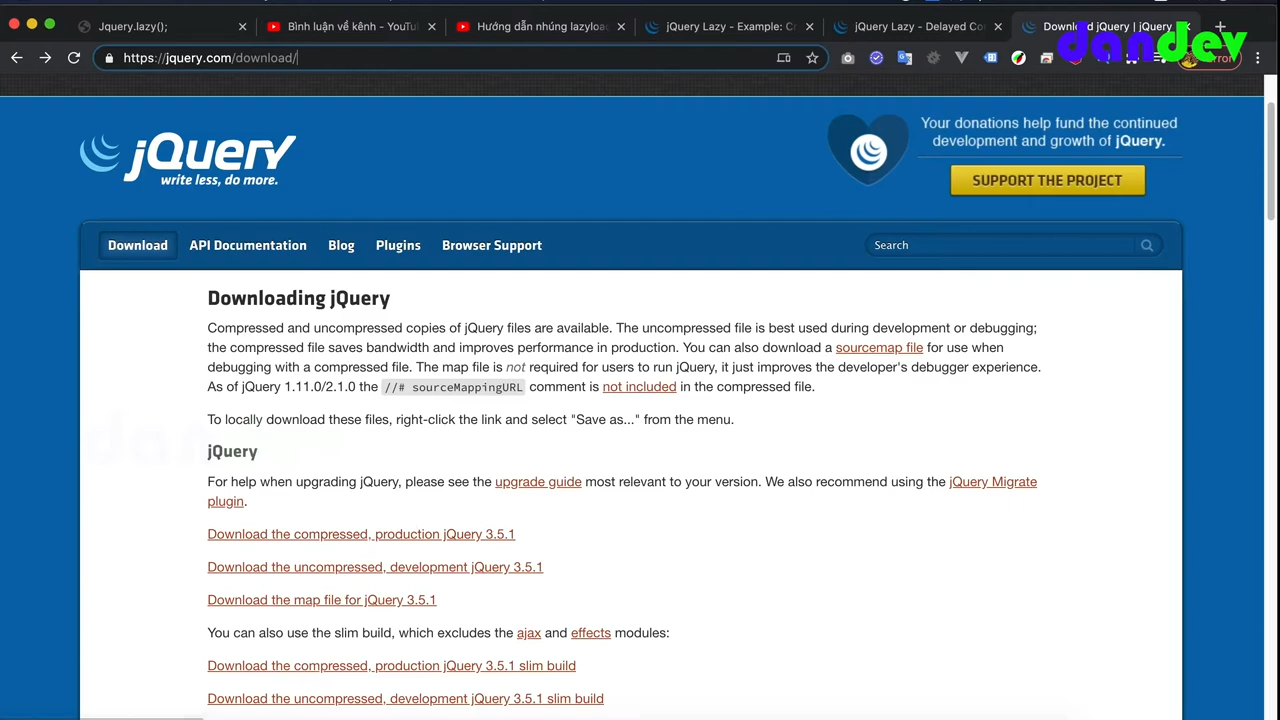 Jquery.lazy();
Bình luận về kênh - YouTu
Hướng dẫn nhúng lazyloa
jQuery Lazy - Example: Cr
jQuery Lazy - Delayed Co
Download jQuery | jQuery
dandev
https://jquery.com/download/
Error
jQuery
write less, do more.
Your donations help fund the continued
development and growth of jQuery.
SUPPORT THE PROJECT
Download
API Documentation
Blog
Plugins
Browser Support
Search
Downloading jQuery
Compressed and uncompressed copies of jQuery files are available. The uncompressed file is best used during development or debugging;
the compressed file saves bandwidth and improves performance in production. You can also download a sourcemap file for use when
debugging with a compressed file. The map file is not required for users to run jQuery, it just improves the developer's debugger experience.
As of jQuery 1.11.0/2.1.0 the //# sourceMappingURL comment is not included in the compressed file.
To locally download these files, right-click the link and select "Save as..." from the menu.
jQuery
For help when upgrading jQuery, please see the upgrade guide most relevant to your version. We also recommend using the jQuery Migrate
plugin.
Download the compressed, production jQuery 3.5.1
Download the uncompressed, development jQuery 3.5.1
Download the map file for jQuery 3.5.1
You can also use the slim build, which excludes the ajax and effects modules:
Download the compressed, production jQuery 3.5.1 slim build
Download the uncompressed, development jQuery 3.5.1 slim build